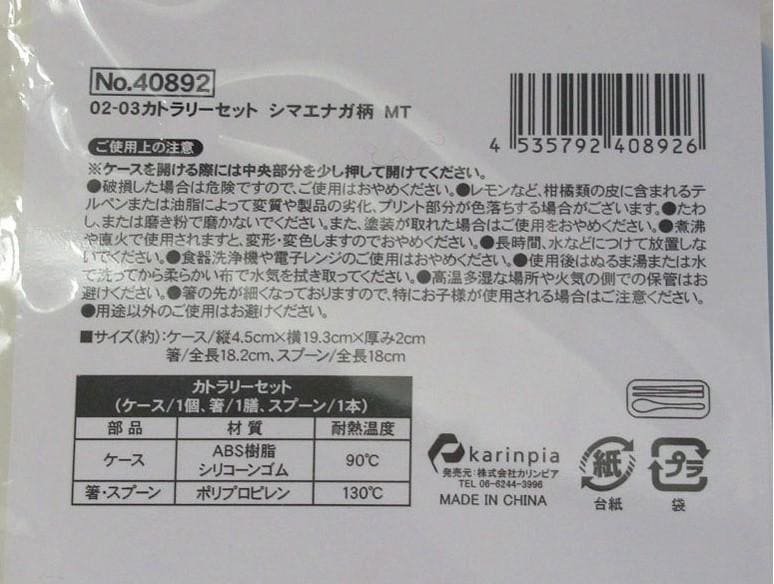 No.40892
02-03カトラリーセット シマエナガ柄 MT
4 535792 408926
ご使用上の注意
※ケースを開ける際には中央部分を少し押して開けてください。
●破損した場合は危険ですので、ご使用はおやめください。●レモンなど、柑橘類の皮に含まれるテ
ルペンまたは油脂によって変質や製品の劣化、プリント部分が色落ちする場合がございます。●たわ
し、または磨き粉で磨かないでください。また、塗装が取れた場合はご使用をおやめください。●煮沸
や直火で使用されますと、変形・変色しますのでおやめください。●長時間、水などにつけて放置しな
いでください。●食器洗浄機や電子レンジのご使用はおやめください。●使用後はぬるま湯または水
で洗ってから柔らかい布で水気を拭き取ってください。●高温多湿な場所や火気の側での保管はお
避けください。●箸の先が細くなっておりますので、特にお子様が使用される場合はご注意ください。
●用途以外のご使用はお避けください。
■サイズ(約):ケース/縦4.5cm×横19.3cm×厚み2cm
箸/全長18.2cm、スプーン/全長18cm
カトラリーセット
(ケース/1個、箸/1膳、スプーン/1本)
部品 材質 耐熱温度
ケース ABS樹脂 シリコーンゴム 90℃
箸・スプーン ポリプロピレン 130℃
karinpia
発売元:株式会社カリンピア
TEL 06-6244-3996
MADE IN CHINA
紙
台紙
プラ
袋